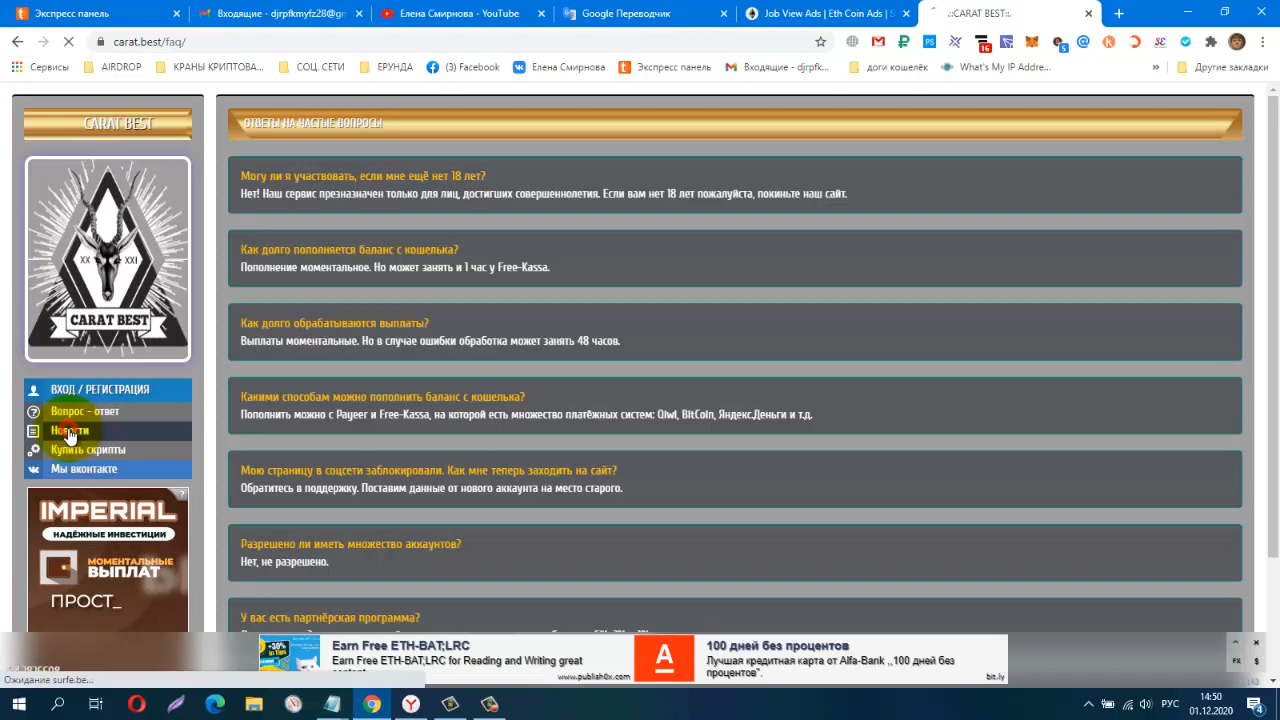 Экспресс панель
Входящие - djrpfkmyfz28@gm
Елена Смирнова - YouTube
Google Переводчик
Job View Ads | Eth Coin Ads | S
.::CARAT BEST::.
carat.best/faq/
16
5
Сервисы
AIRDROP
КРАНЫ КРИПТОВА...
СОЦ. СЕТИ
ЕРУНДА
(3) Facebook
Елена Смирнова
Экспресс панель
Входящие - djrpfk...
доги кошелёк
What's My IP Addre...
»
Другие закладки
CARAT BEST
XX XXI
CARAT BEST
ВХОД / РЕГИСТРАЦИЯ
Вопрос - ответ
Новости
Купить скрипты
Мы вконтакте
IMPERIAL
НАДЁЖНЫЕ ИНВЕСТИЦИИ
МОМЕНТАЛЬНЫЕ
ВЫПЛАТ
ПРОСТ_
ОТВЕТЫ НА ЧАСТЫЕ ВОПРОСЫ
Могу ли я участвовать, если мне ещё нет 18 лет?
Нет! Наш сервис презназначен только для лиц, достигших совершеннолетия. Если вам нет 18 лет пожалуйста, покиньте наш сайт.
Как долго пополняется баланс с кошелька?
Пополнение моментальное. Но может занять и 1 час у Free-Kassa.
Как долго обрабатываются выплаты?
Выплаты моментальные. Но в случае ошибки обработка может занять 48 часов.
Какими способам можно пополнить баланс с кошелька?
Пополнить можно с Payeer и Free-Kassa, на которой есть множество платёжных систем: Qiwi, BitCoin, Яндекс.Деньги и т.д.
Мою страницу в соцсети заблокировали. Как мне теперь заходить на сайт?
Обратитесь в поддержку. Поставим данные от нового аккаунта на место старого.
Разрешено ли иметь множество аккаунтов?
Нет, не разрешено.
У вас есть партнёрская программа?
Earn Free ETH-BAT;LRC
Earn Free ETH-BAT;LRC for Reading and Writing great
content
www.publish0x.com
A
100 дней без процентов
Лучшая кредитная карта от Alfa-Bank ,,100 дней без
процентов".
bit.ly
FX $
Ожидание surfe.be...
РУС
14:50
01.12.2020
4